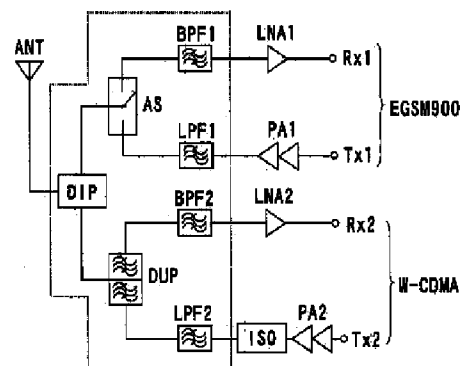 ANT
BPF1
LNA1
Rx1
AS
EGSM900
LPF1
PA1
Tx1
DIP
BPF2
LNA2
Rx2
DUP
W-CDMA
LPF2
ISO
PA2
Tx2